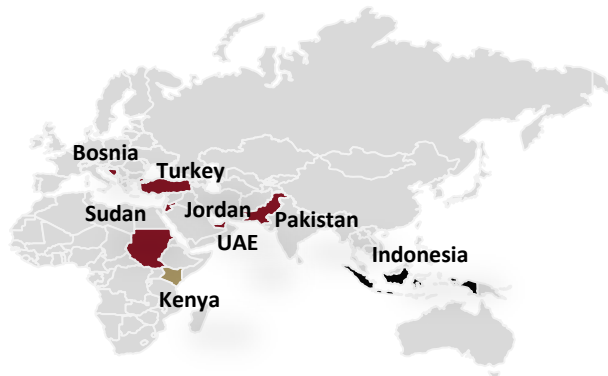 Bosnia
Turkey
Sudan
Jordan
Pakistan
UAE
Indonesia
Kenya